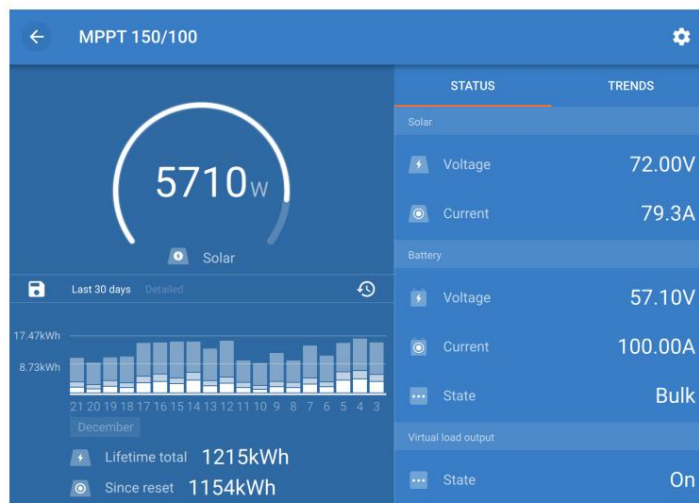 MPPT 150/100
5710W
Solar
Last 30 days Detailed
17.47kWh
8.73kWh
21 20 19 18 17 16 15 14 13 12 11 10 9 8 7 6 5 4 3
December
Lifetime total 1215kWh
Since reset 1154kWh
STATUS TRENDS
Solar
Voltage 72.00V
Current 79.3A
Battery
Voltage 57.10V
Current 100.00A
State Bulk
Virtual load output
State On